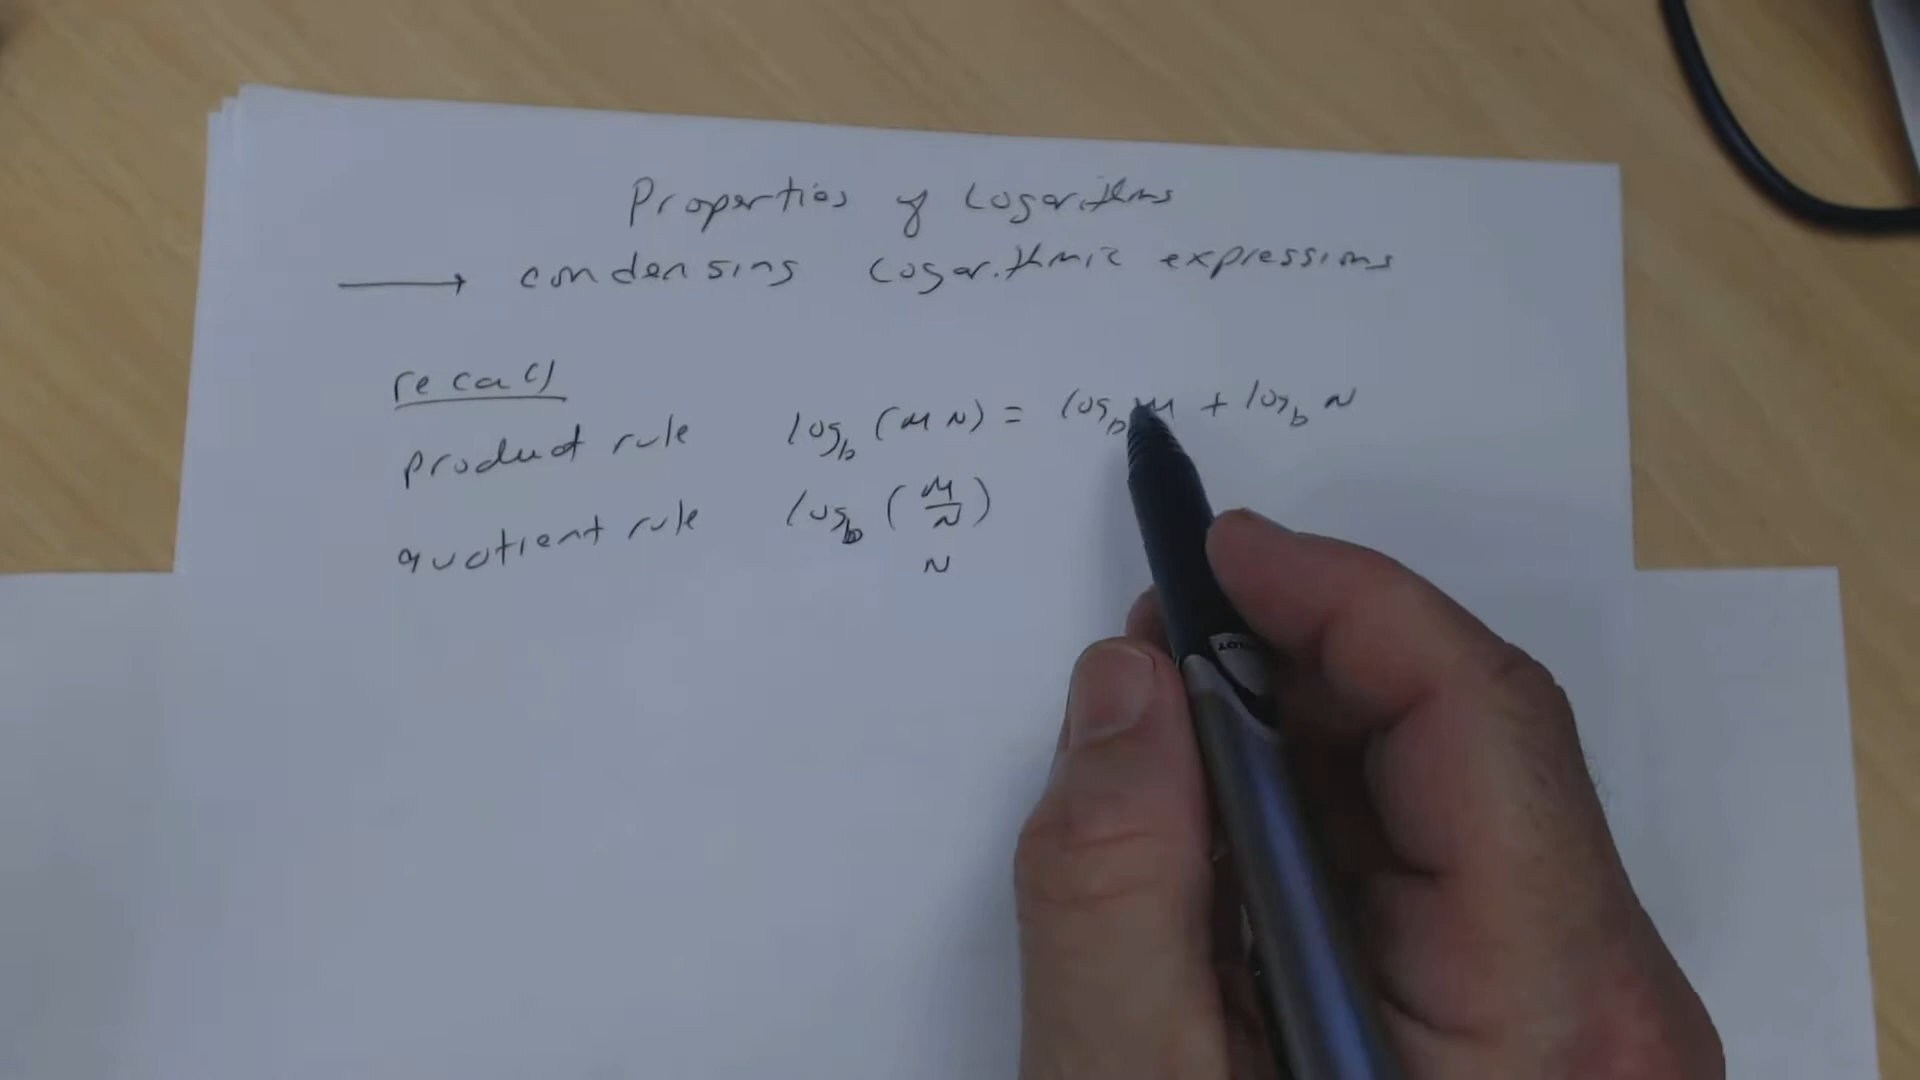 Properties of Logarithms
→ condensing Logarithmic expressions
recall
product rule log_b (M N) = log_b M + log_b N
quotient rule log_b (M/N)
N